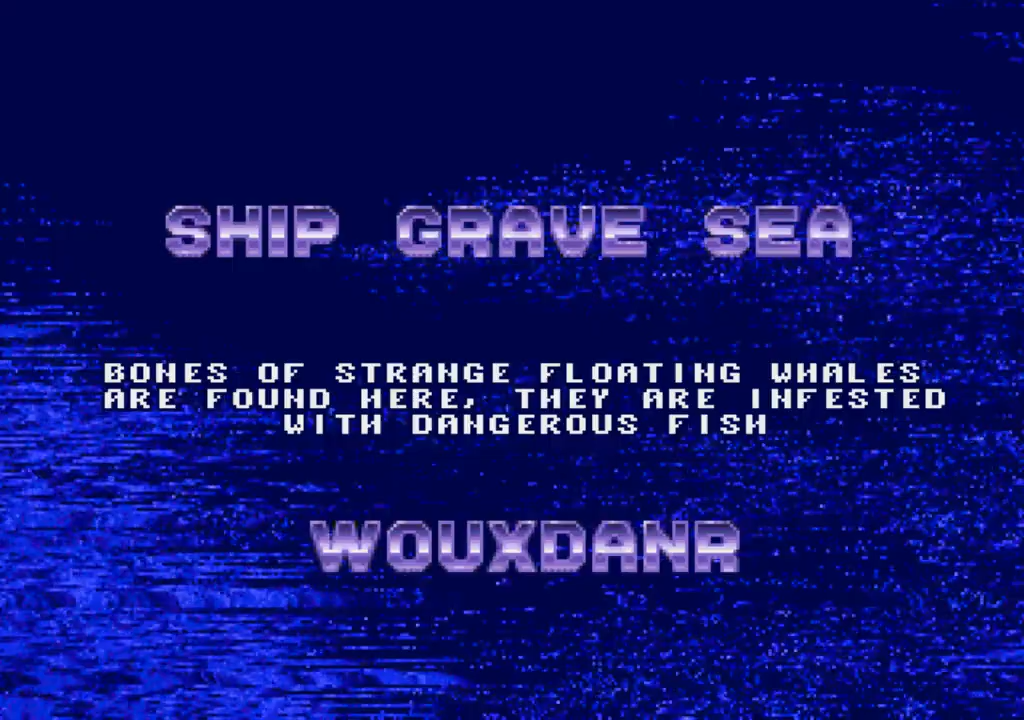 SHIP GRAVE SEA
BONES OF STRANGE FLOATING WHALES
ARE FOUND HERE, THEY ARE INFESTED
WITH DANGEROUS FISH
WOUXDANR